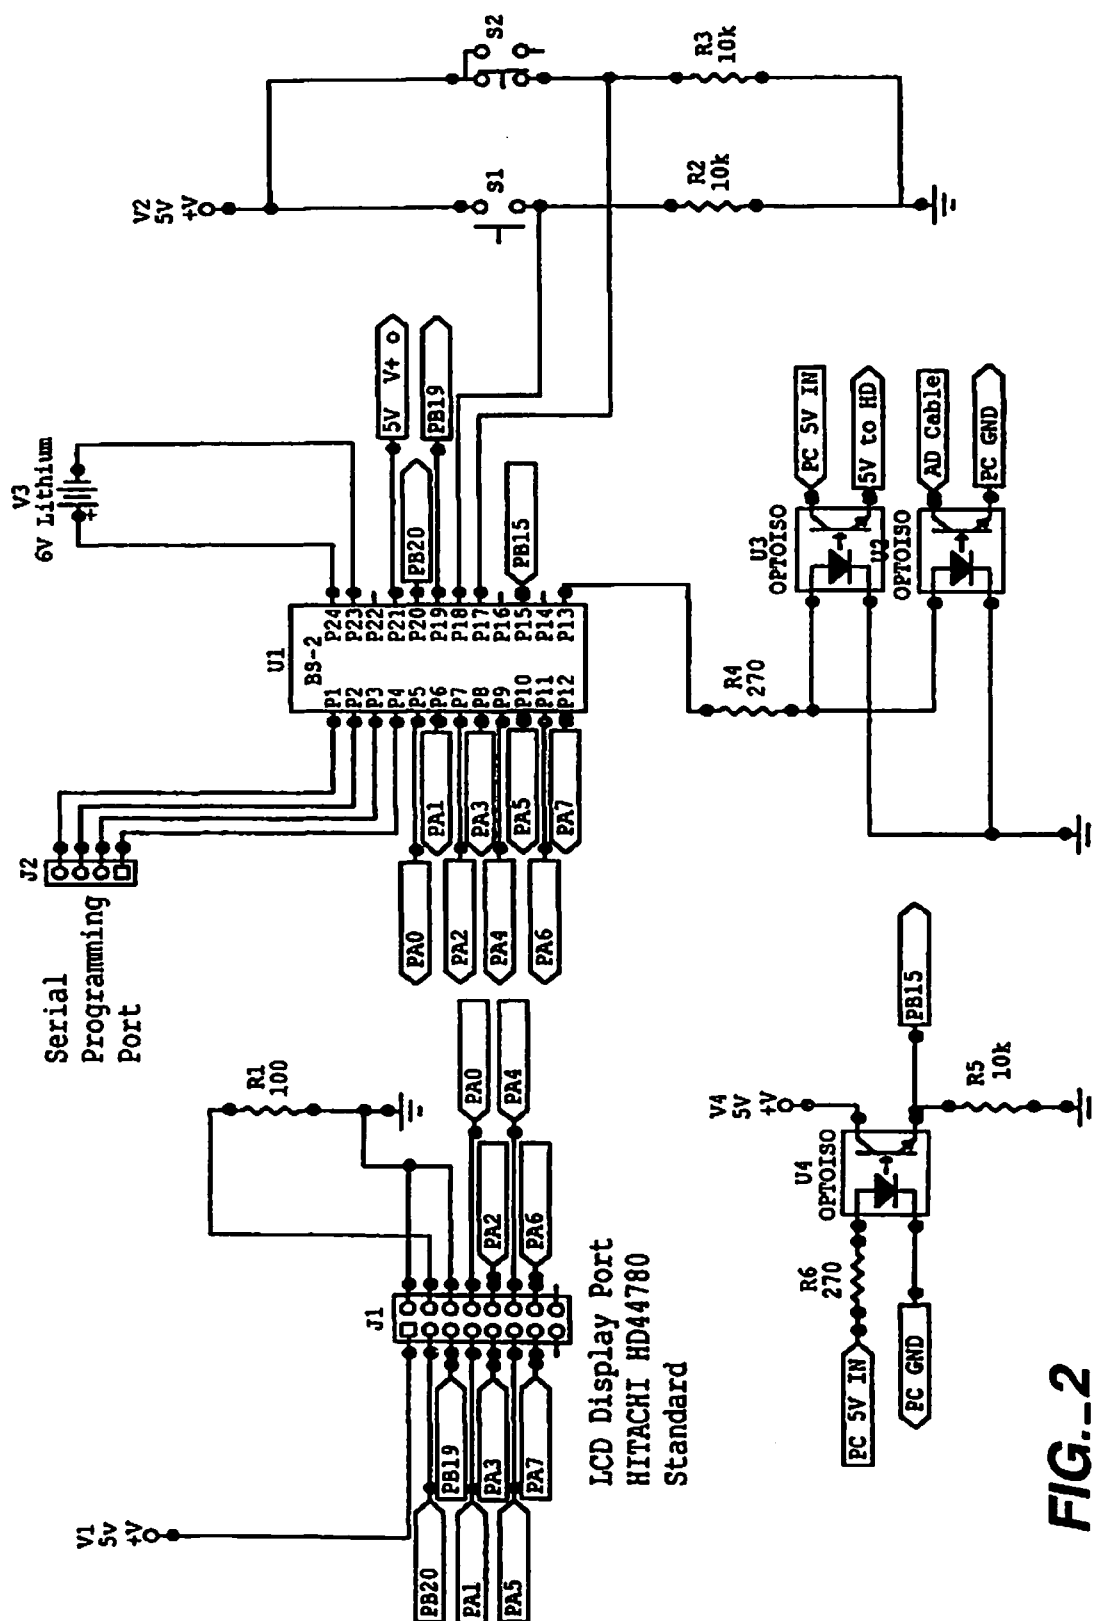 V1
5V
+V
PB20
PA1
PA5
PB19
PA3
PA7
J1
LCD Display Port
HITACHI HD44780
Standard
R1
100
PA0
PA4
PA2
PA6
Serial
Programming
Port
J2
PA0
PA2
PA4
PA6
PA1
PA3
PA5
PA7
U1
BS-2
P1
P2
P3
P4
P5
P6
P7
P8
P9
P10
P11
P12
P24
P23
P22
P21
P20
P19
P18
P17
P16
P15
P14
P13
V3
6V Lithium
+
5V V+
PB20
PB19
PB15
V2
5V
+V
S1
S2
R2
10k
R3
10k
PC 5V IN
PC GND
R6
270
U4
OPTOISO
V4
5V
+V
PB15
R5
10k
R4
270
U3
OPTOISO
U2
OPTOISO
PC 5V IN
5V to HD
AD Cable
PC GND
FIG._2